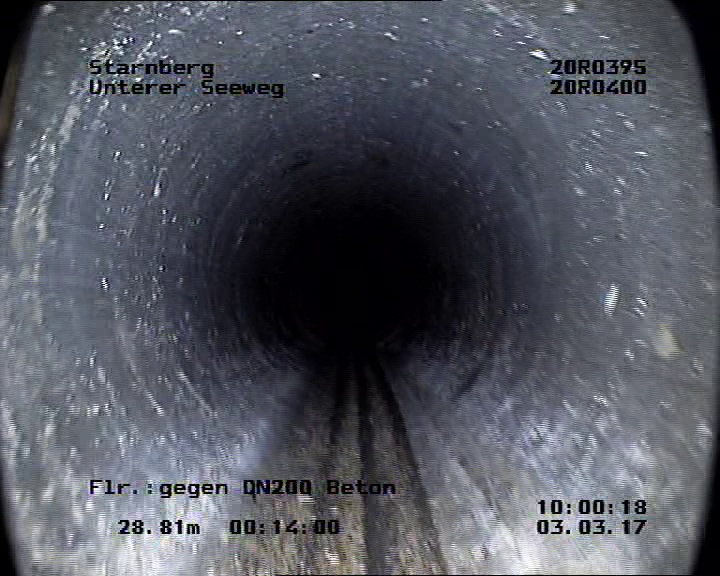 Starnberg 20R0395
Unterer Seeweg 20R0400
Flr.:gegen DN200 Beton
10:00:18
28.81m 00:14:00 03.03.17